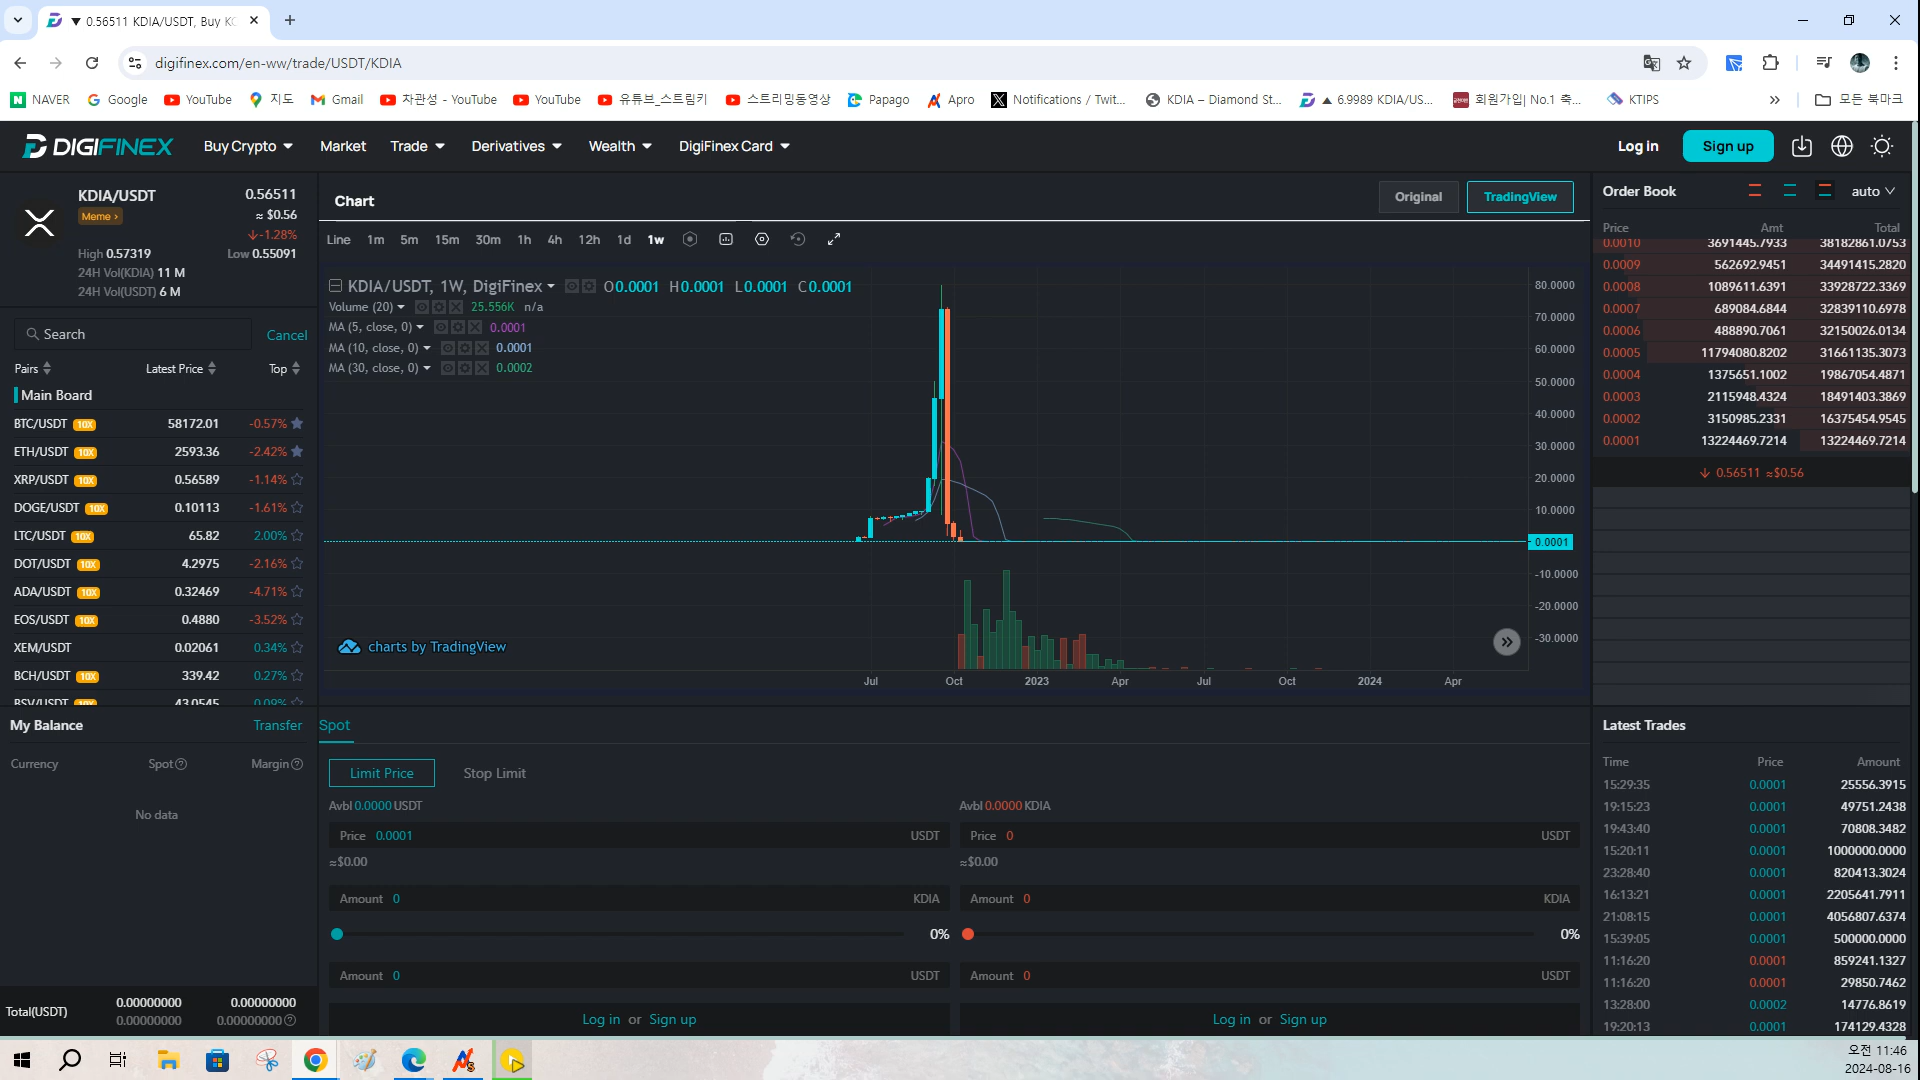 ▼ 0.56511 KDIA/USDT, Buy KD
digifinex.com/en-ww/trade/USDT/KDIA
NAVER Google YouTube 지도 Gmail 차관성 - YouTube YouTube 유튜브_스트림키 스트리밍동영상 Papago Apro Notifications / Twit... KDIA – Diamond St... ▲ 6.9989 KDIA/US... 회원가입| No.1 축... KTIPS » 모든 북마크
DIGIFINEX Buy Crypto Market Trade Derivatives Wealth DigiFinex Card Log in Sign up
KDIA/USDT 0.56511
Meme › ≈ $0.56
↓-1.28%
High 0.57319 Low 0.55091
24H Vol(KDIA) 11 M
24H Vol(USDT) 6 M
Search Cancel
Pairs Latest Price Top
Main Board
BTC/USDT 10X 58172.01 -0.57%
ETH/USDT 10X 2593.36 -2.42%
XRP/USDT 10X 0.56589 -1.14%
DOGE/USDT 10X 0.10113 -1.61%
LTC/USDT 10X 65.82 2.00%
DOT/USDT 10X 4.2975 -2.16%
ADA/USDT 10X 0.32469 -4.71%
EOS/USDT 10X 0.4880 -3.52%
XEM/USDT 0.02061 0.34%
BCH/USDT 10X 339.42 0.27%
BSV/USDT 10X 43.0545 0.09%
My Balance Transfer
Currency Spot Margin
No data
Total(USDT) 0.00000000 0.00000000
0.00000000 0.00000000
Chart Original TradingView
Line 1m 5m 15m 30m 1h 4h 12h 1d 1w
KDIA/USDT, 1W, DigiFinex O0.0001 H0.0001 L0.0001 C0.0001
Volume (20) 25.556K n/a
MA (5, close, 0) 0.0001
MA (10, close, 0) 0.0001
MA (30, close, 0) 0.0002
80.0000
70.0000
60.0000
50.0000
40.0000
30.0000
20.0000
10.0000
0.0001
-10.0000
-20.0000
-30.0000
charts by TradingView
Jul Oct 2023 Apr Jul Oct 2024 Apr
Spot
Limit Price Stop Limit
Avbl 0.0000 USDT Avbl 0.0000 KDIA
Price 0.0001 USDT Price 0 USDT
≈$0.00 ≈$0.00
Amount 0 KDIA Amount 0 KDIA
0% 0%
Amount 0 USDT Amount 0 USDT
Log in or Sign up Log in or Sign up
Order Book auto
Price Amt Total
0.0010 3691445.7933 38182861.0753
0.0009 562692.9451 34491415.2820
0.0008 1089611.6391 33928722.3369
0.0007 689084.6844 32839110.6978
0.0006 488890.7061 32150026.0134
0.0005 11794080.8202 31661135.3073
0.0004 1375651.1002 19867054.4871
0.0003 2115948.4324 18491403.3869
0.0002 3150985.2331 16375454.9545
0.0001 13224469.7214 13224469.7214
↓ 0.56511 ≈$0.56
Latest Trades
Time Price Amount
15:29:35 0.0001 25556.3915
19:15:23 0.0001 49751.2438
19:43:40 0.0001 70808.3482
15:20:11 0.0001 1000000.0000
23:28:40 0.0001 820413.3024
16:13:21 0.0001 2205641.7911
21:08:15 0.0001 4056807.6374
15:39:05 0.0001 500000.0000
11:16:20 0.0001 859241.1327
11:16:20 0.0001 29850.7462
13:28:00 0.0002 14776.8619
19:20:13 0.0001 174129.4328
오전 11:46
2024-08-16